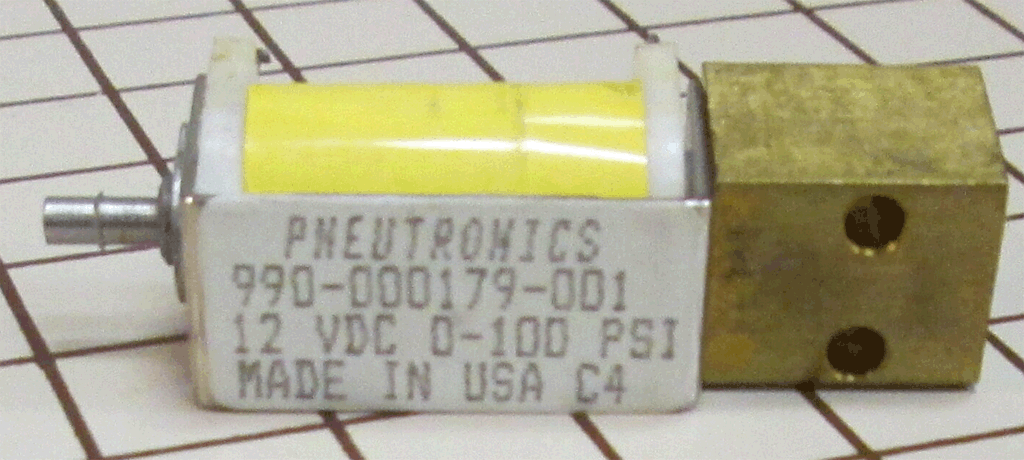 PNEUTRONICS
990-000179-001
12 VDC 0-100 PSI
MADE IN USA C4